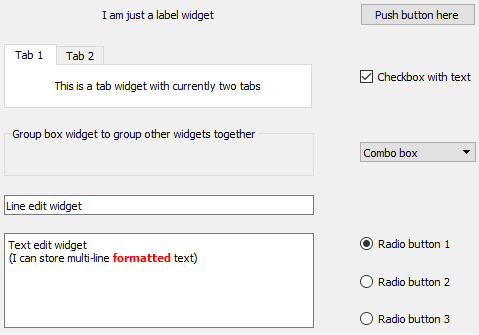 I am just a label widget
Push button here
Tab 1
Tab 2
This is a tab widget with currently two tabs
Checkbox with text
Group box widget to group other widgets together
Combo box
Line edit widget
Text edit widget
(I can store multi-line formatted text)
Radio button 1
Radio button 2
Radio button 3